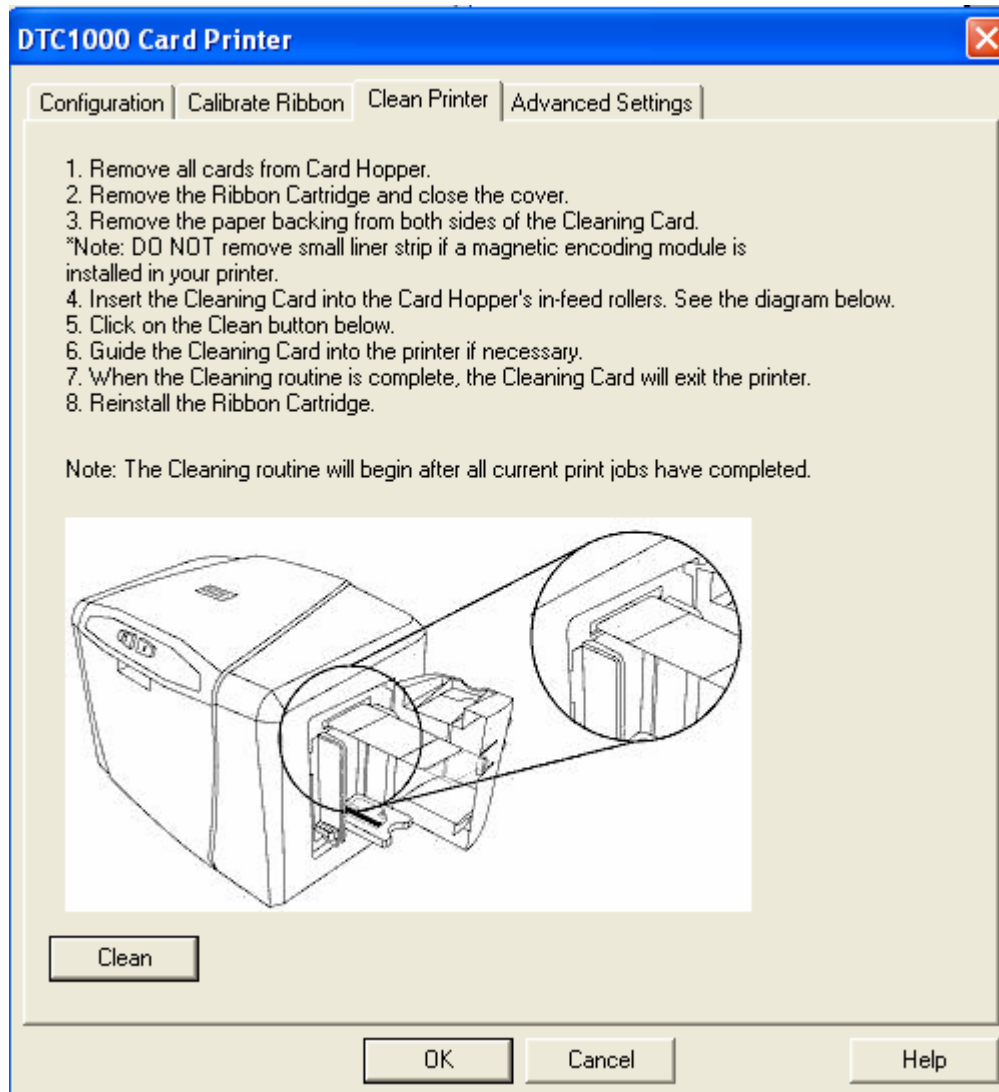 DTC1000 Card Printer
Configuration
Calibrate Ribbon
Clean Printer
Advanced Settings
1. Remove all cards from Card Hopper.
2. Remove the Ribbon Cartridge and close the cover.
3. Remove the paper backing from both sides of the Cleaning Card.
*Note: DO NOT remove small liner strip if a magnetic encoding module is
installed in your printer.
4. Insert the Cleaning Card into the Card Hopper's in-feed rollers. See the diagram below.
5. Click on the Clean button below.
6. Guide the Cleaning Card into the printer if necessary.
7. When the Cleaning routine is complete, the Cleaning Card will exit the printer.
8. Reinstall the Ribbon Cartridge.
Note: The Cleaning routine will begin after all current print jobs have completed.
Clean
OK
Cancel
Help